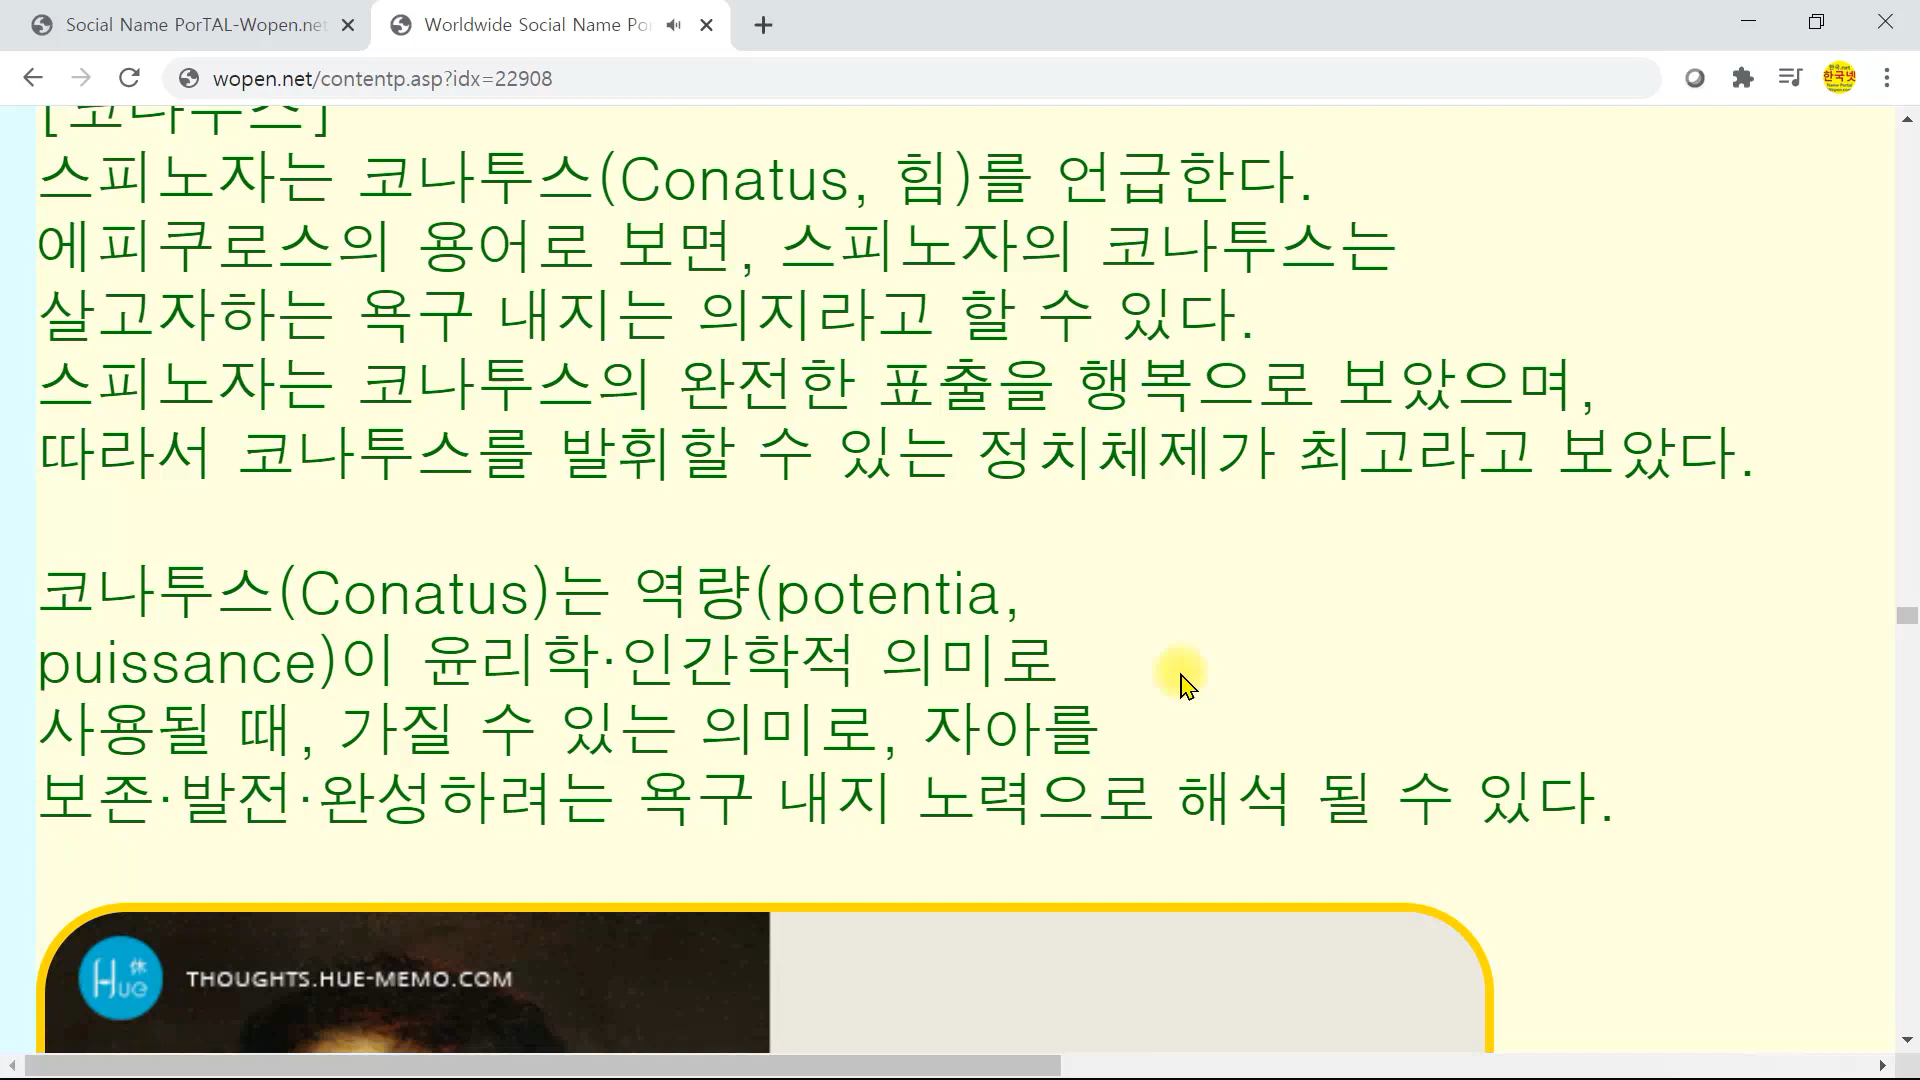 Social Name PorTAL-Wopen.net
Worldwide Social Name Po
wopen.net/contentp.asp?idx=22908
한국넷
[코나투스]
스피노자는 코나투스(Conatus, 힘)를 언급한다.
에피쿠로스의 용어로 보면, 스피노자의 코나투스는
살고자하는 욕구 내지는 의지라고 할 수 있다.
스피노자는 코나투스의 완전한 표출을 행복으로 보았으며,
따라서 코나투스를 발휘할 수 있는 정치체제가 최고라고 보았다.
코나투스(Conatus)는 역량(potentia,
puissance)이 윤리학·인간학적 의미로
사용될 때, 가질 수 있는 의미로, 자아를
보존·발전·완성하려는 욕구 내지 노력으로 해석 될 수 있다.
Hue 休
THOUGHTS.HUE-MEMO.COM